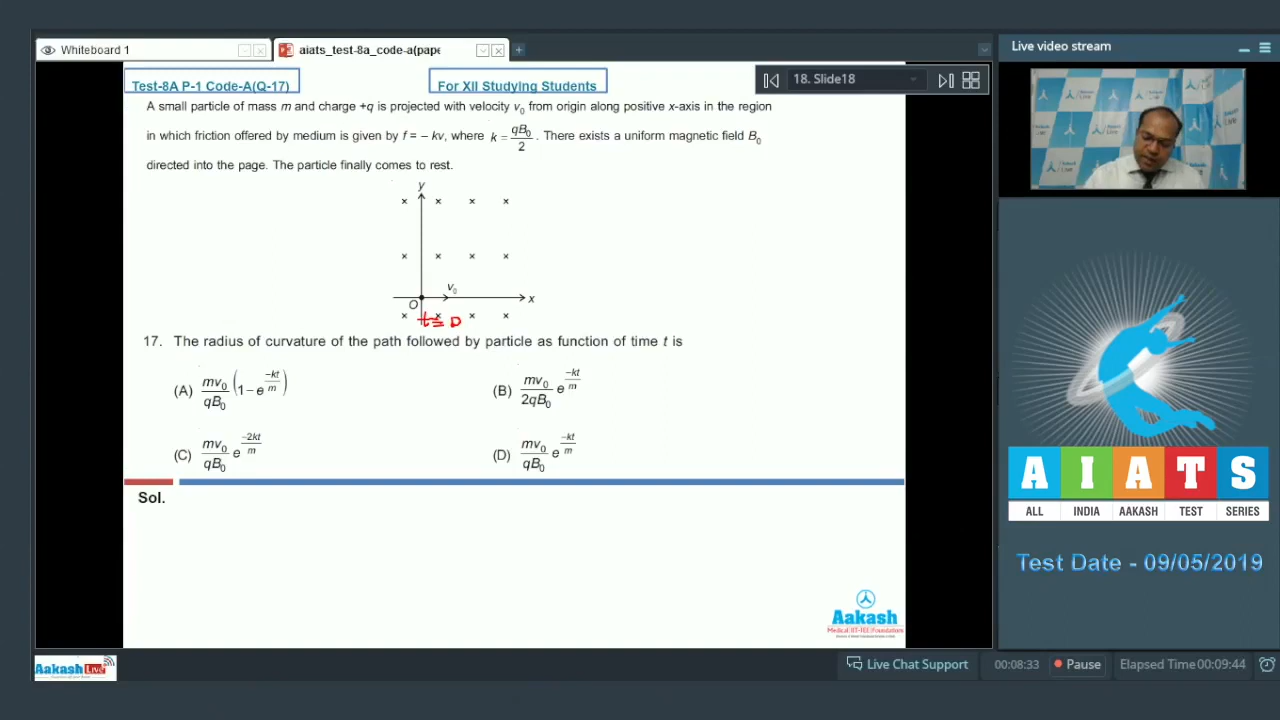 Whiteboard 1
aiats_test-8a_code-a(pape
Live video stream
Test-8A P-1 Code-A(Q-17)
For XII Studying Students
18. Slide18
A small particle of mass m and charge +q is projected with velocity v₀ from origin along positive x-axis in the region
in which friction offered by medium is given by f = – kv, where k = qB₀/2. There exists a uniform magnetic field B₀
directed into the page. The particle finally comes to rest.
y
× × × ×
× × × ×
v₀
O
x
× × × ×
t = 0
17. The radius of curvature of the path followed by particle as function of time t is
(A) mv₀/qB₀ (1 – e^(–kt/m))
(B) mv₀/2qB₀ e^(–kt/m)
(C) mv₀/qB₀ e^(–2kt/m)
(D) mv₀/qB₀ e^(–kt/m)
Sol.
Aakash
Medical|IIT-JEE|Foundations
A I A T S
ALL INDIA AAKASH TEST SERIES
Test Date - 09/05/2019
Aakash Live
Live Chat Support
00:08:33
Pause
Elapsed Time 00:09:44